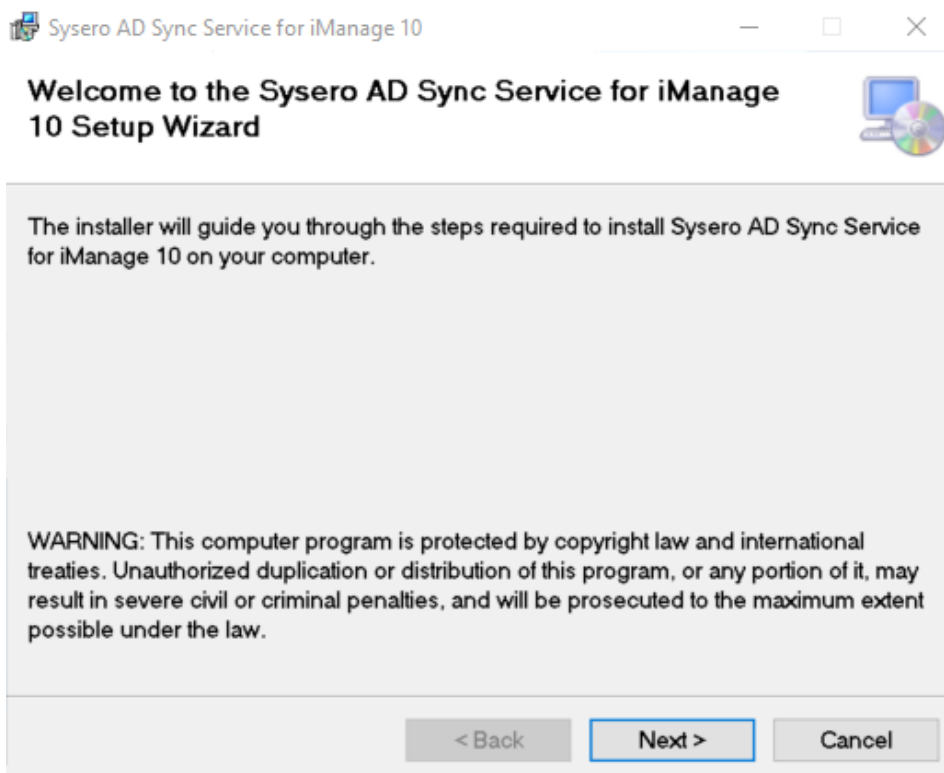 Sysero AD Sync Service for iManage 10
Welcome to the Sysero AD Sync Service for iManage
10 Setup Wizard
The installer will guide you through the steps required to install Sysero AD Sync Service
for iManage 10 on your computer.
WARNING: This computer program is protected by copyright law and international
treaties. Unauthorized duplication or distribution of this program, or any portion of it, may
result in severe civil or criminal penalties, and will be prosecuted to the maximum extent
possible under the law.
< Back Next > Cancel